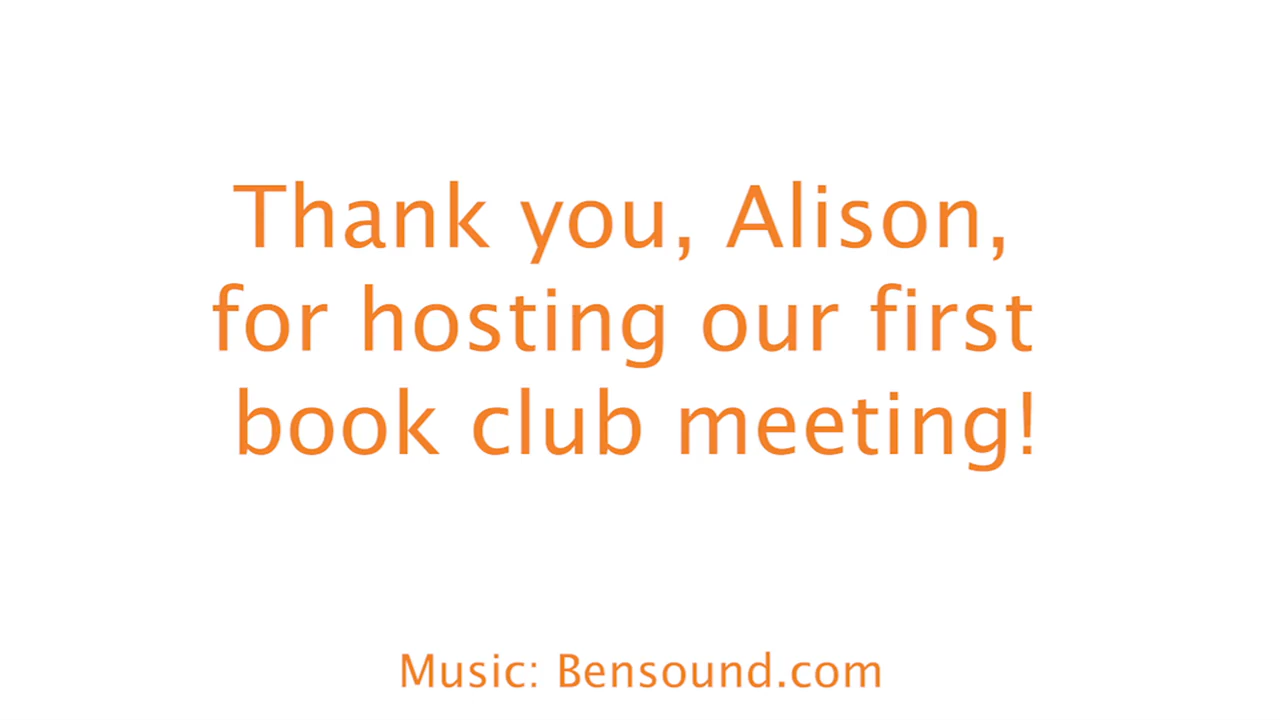 Thank you, Alison,
for hosting our first
book club meeting!
Music: Bensound.com